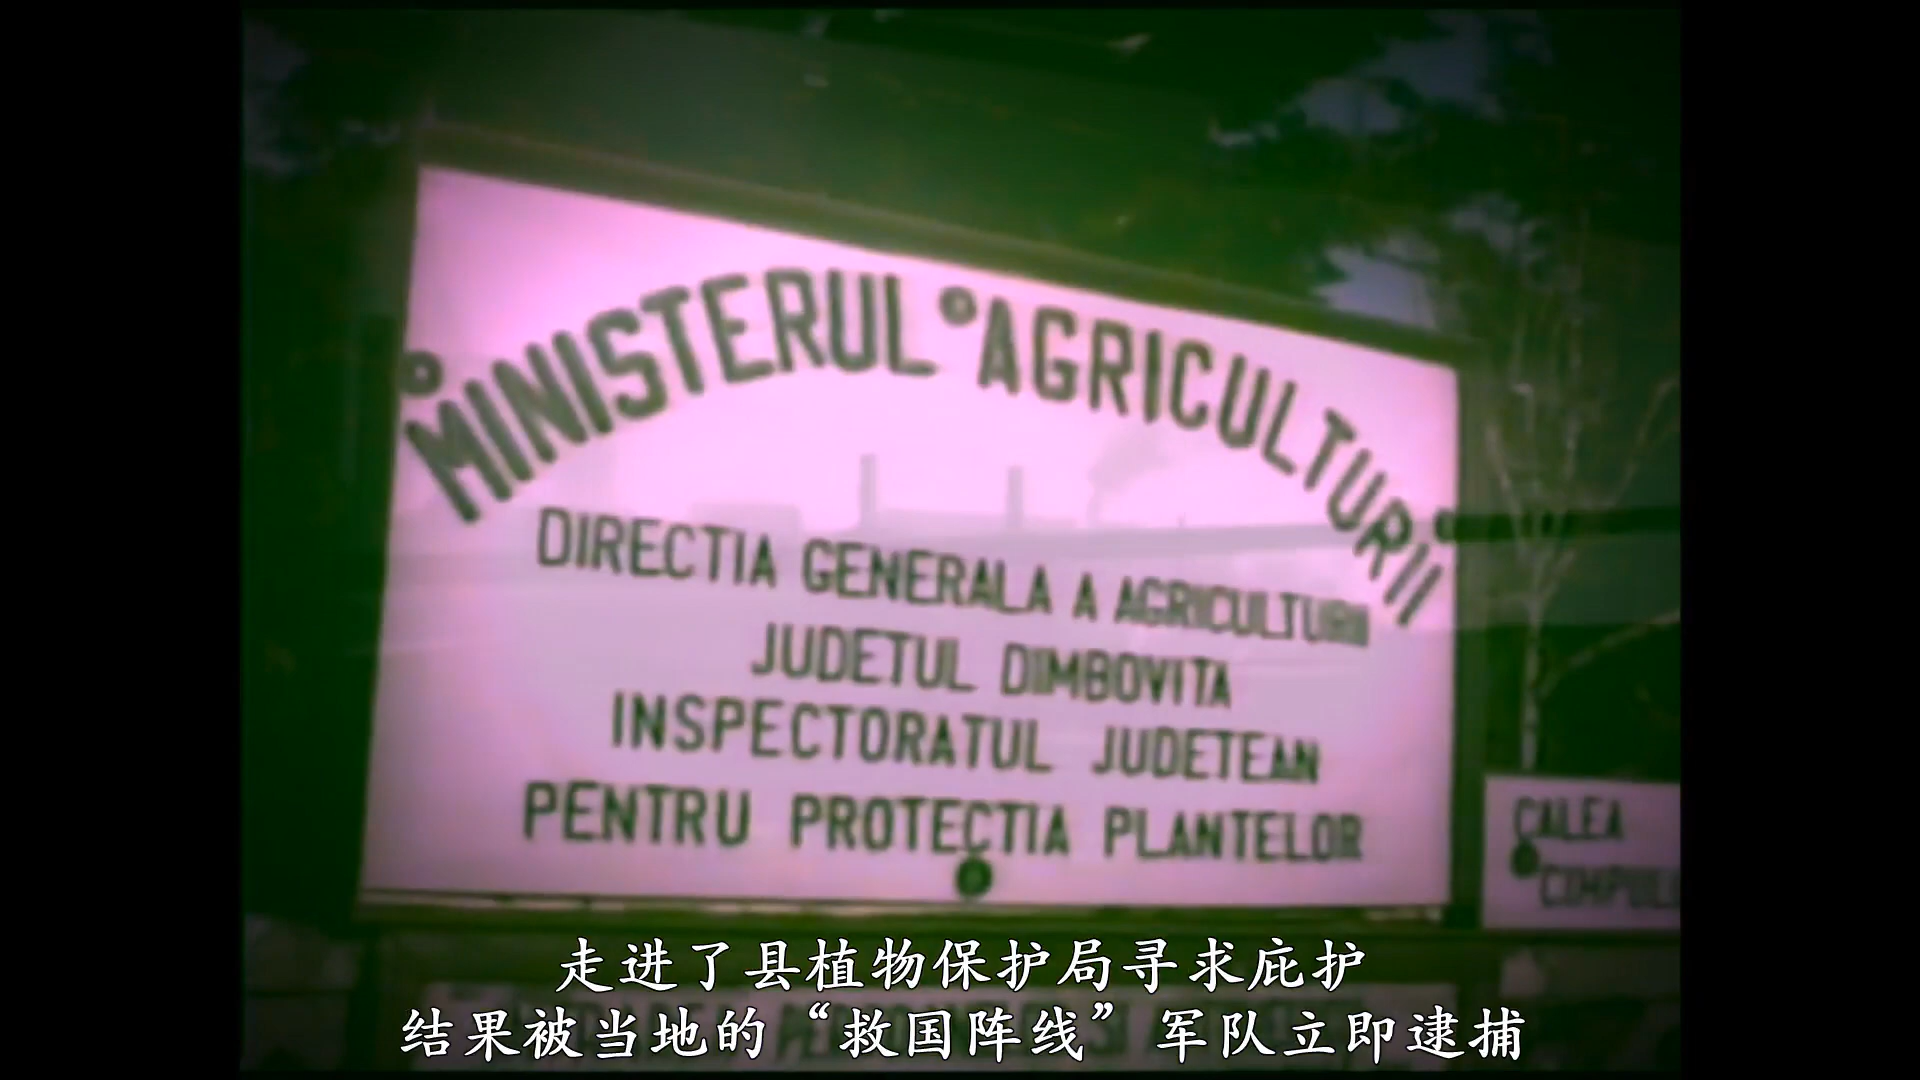 MINISTERUL AGRICULTURII
DIRECTIA GENERALA A AGRICULTURII
JUDETUL DIMBOVITA
INSPECTORATUL JUDETEAN
PENTRU PROTECTIA PLANTELOR
CALEA
走进了县植物保护局寻求庇护
结果被当地的“救国阵线”军队立即逮捕